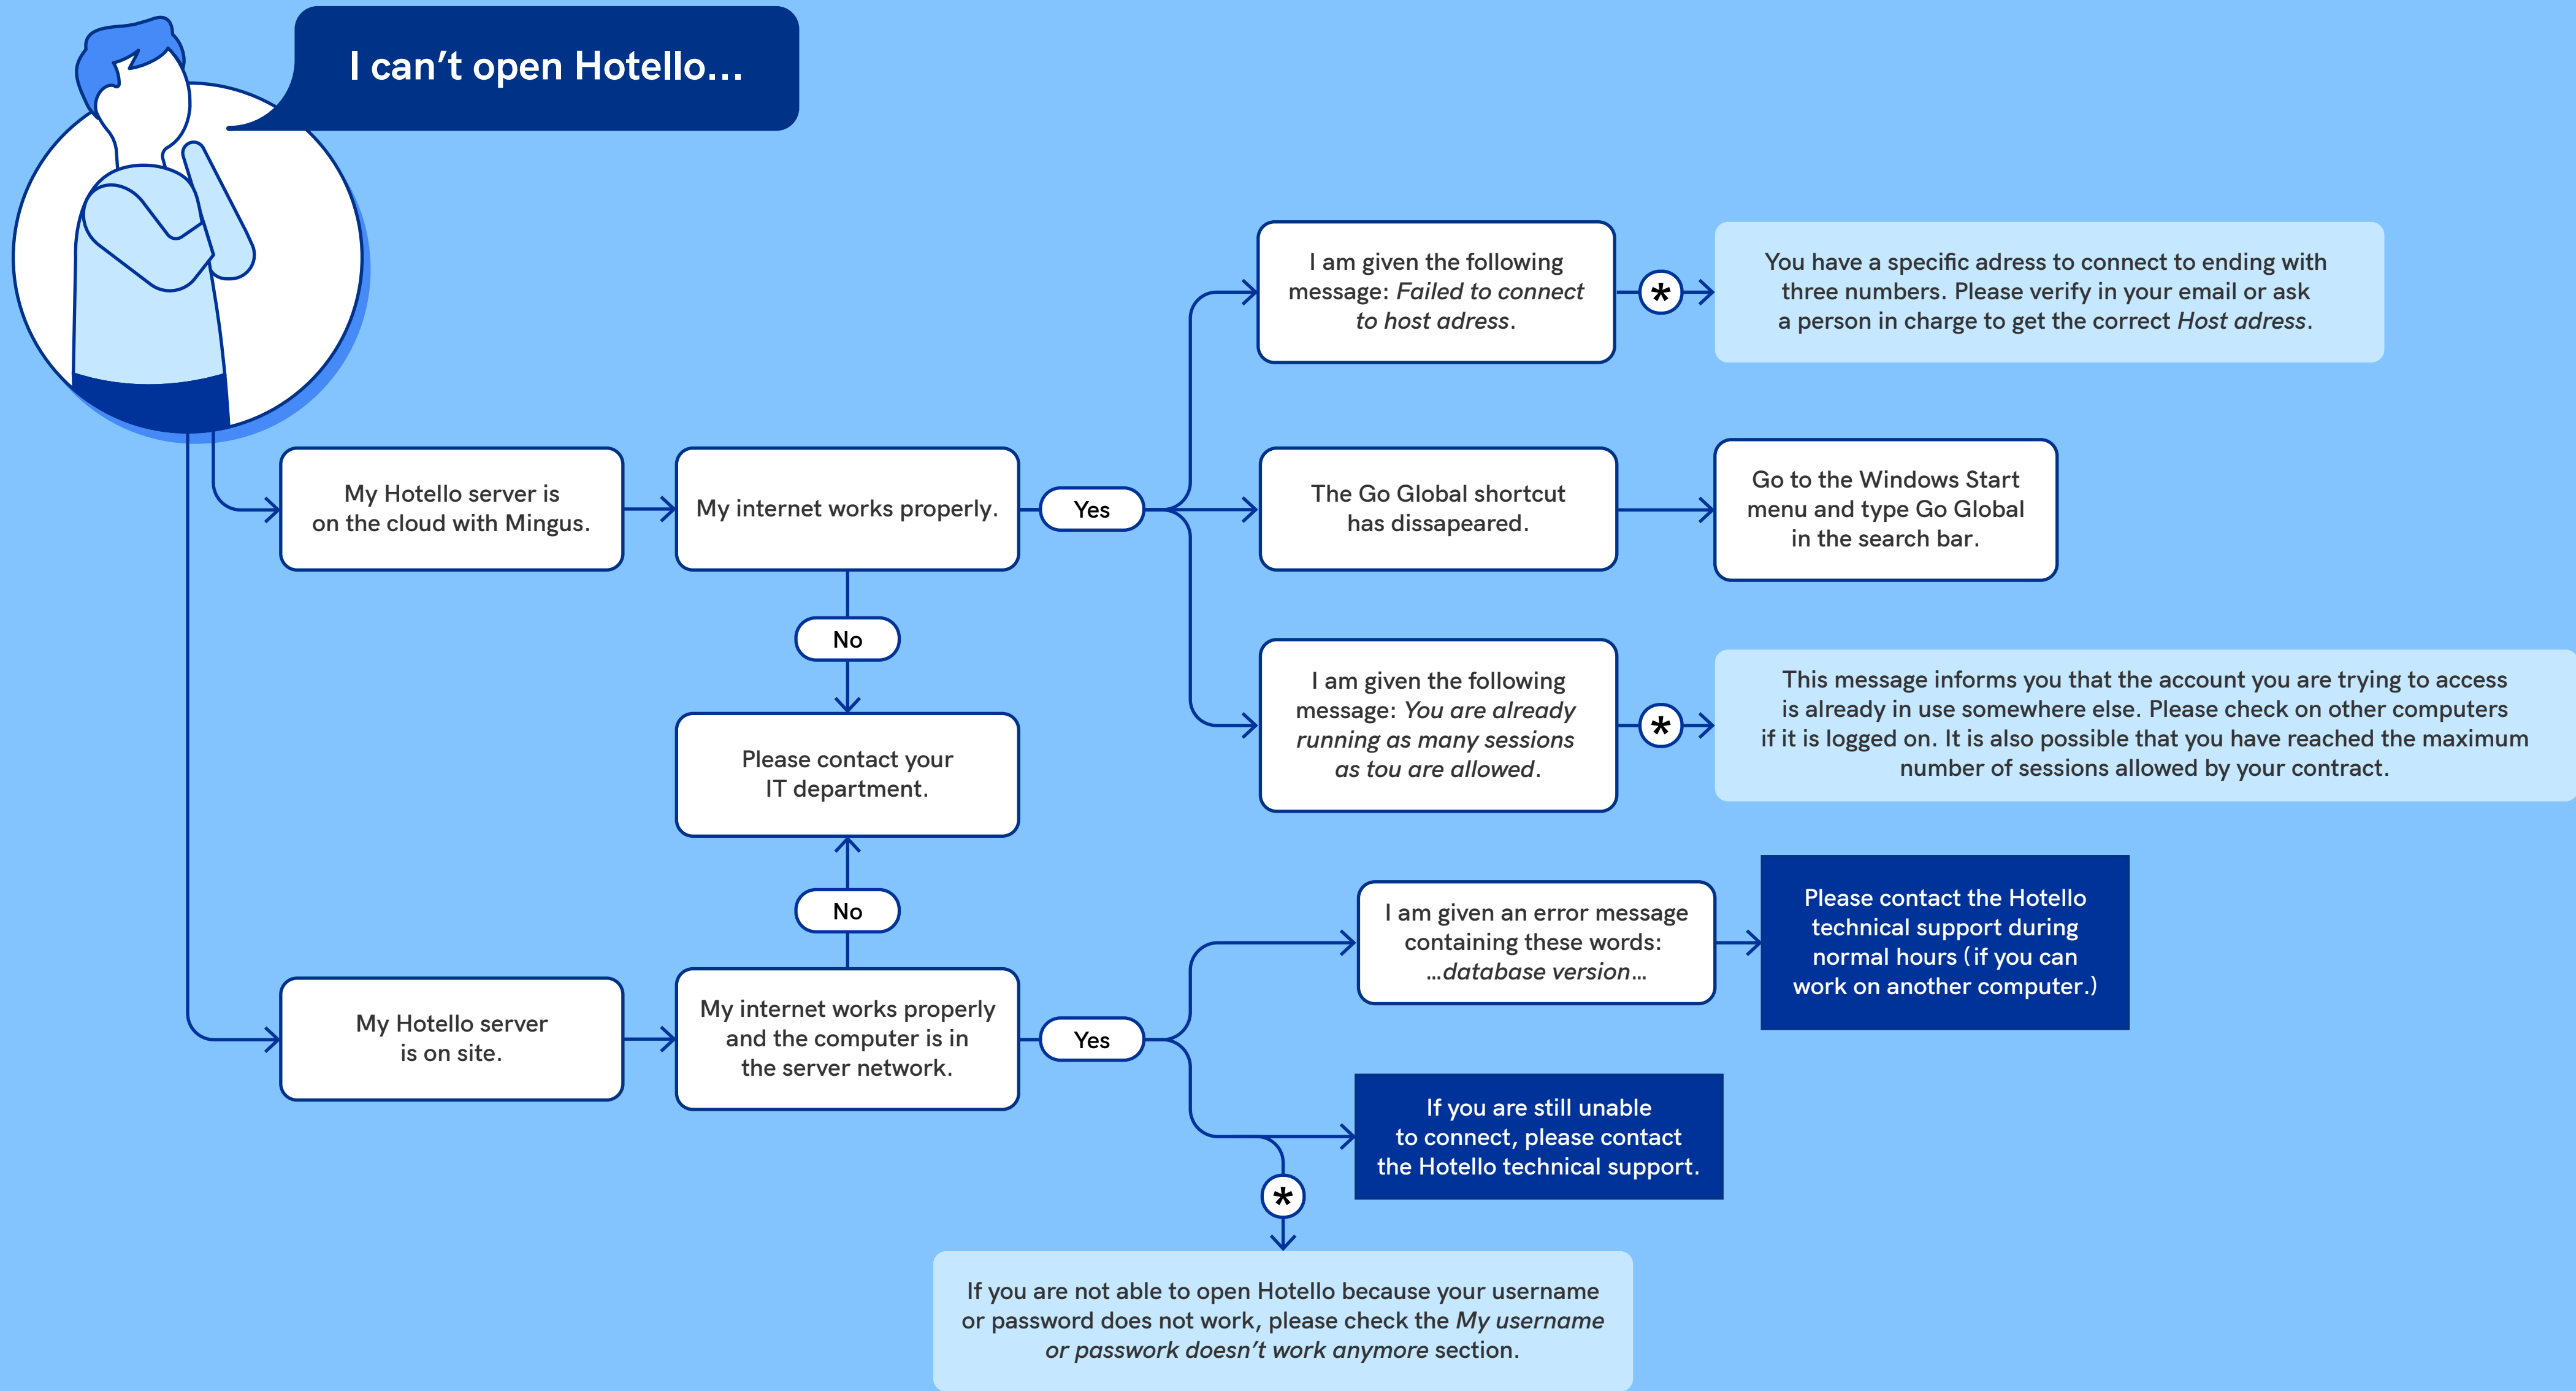 I can’t open Hotello...
I am given the following
message: Failed to connect
to host adress.
*
You have a specific adress to connect to ending with
three numbers. Please verify in your email or ask
a person in charge to get the correct Host adress.
My Hotello server is
on the cloud with Mingus.
My internet works properly.
Yes
The Go Global shortcut
has dissapeared.
Go to the Windows Start
menu and type Go Global
in the search bar.
No
I am given the following
message: You are already
running as many sessions
as tou are allowed.
*
This message informs you that the account you are trying to access
is already in use somewhere else. Please check on other computers
if it is logged on. It is also possible that you have reached the maximum
number of sessions allowed by your contract.
Please contact your
IT department.
No
I am given an error message
containing these words:
...database version...
Please contact the Hotello
technical support during
normal hours (if you can
work on another computer.)
My Hotello server
is on site.
My internet works properly
and the computer is in
the server network.
Yes
If you are still unable
to connect, please contact
the Hotello technical support.
*
If you are not able to open Hotello because your username
or password does not work, please check the My username
or passwork doesn’t work anymore section.